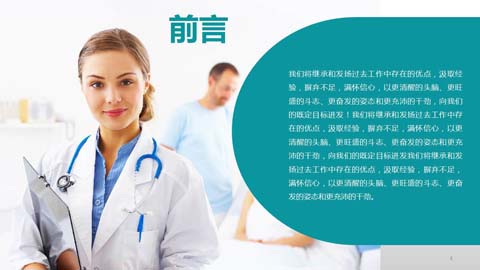 前言
我们将继承和发扬过去工作中存在的优点，汲取经
验，摒弃不足，满怀信心，以更清醒的头脑、更旺
盛的斗志、更奋发的姿态和更充沛的干劲，向我们
的既定目标进发！我们将继承和发扬过去工作中存
在的优点，汲取经验，摒弃不足，满怀信心，以更
清醒的头脑、更旺盛的斗志、更奋发的姿态和更充
沛的干劲，向我们的既定目标进发我们将继承和发
扬过去工作中存在的优点，汲取经验，摒弃不足，
满怀信心，以更清醒的头脑、更旺盛的斗志、更奋
发的姿态和更充沛的干劲。